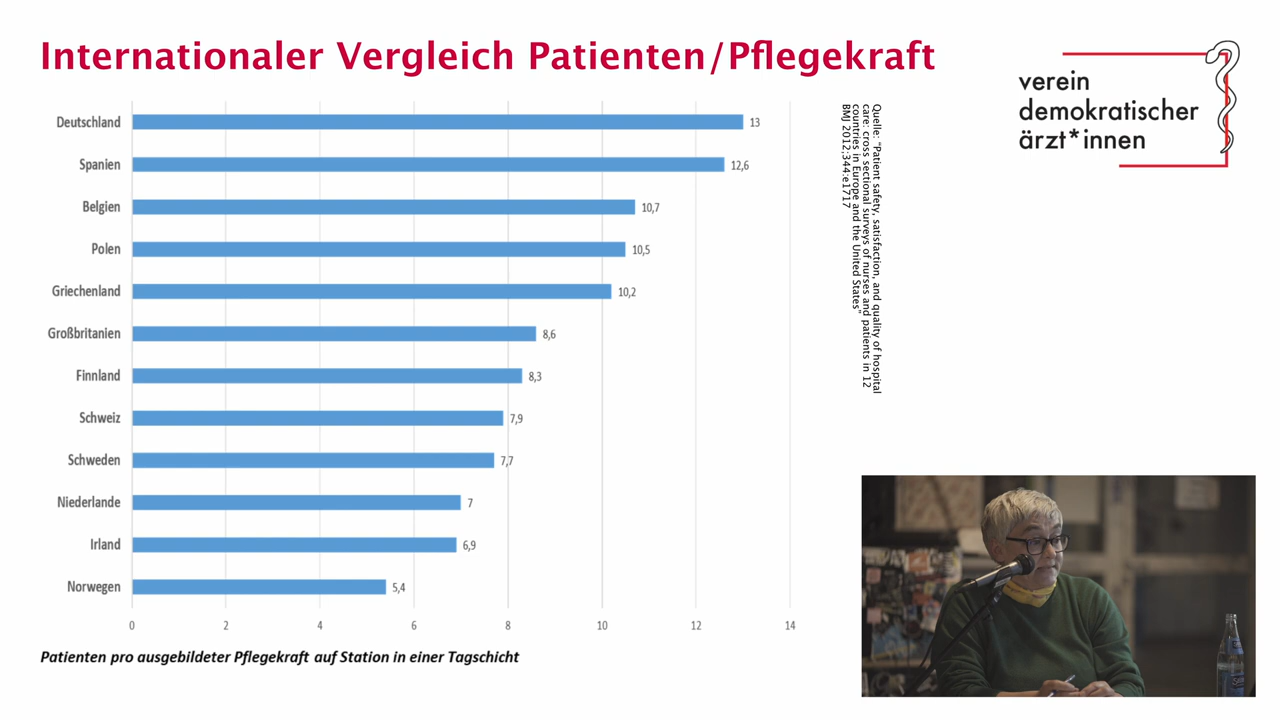 Internationaler Vergleich Patienten/Pflegekraft
verein
demokratischer
ärzt*innen
Deutschland 13
Spanien 12,6
Belgien 10,7
Polen 10,5
Griechenland 10,2
Großbritanien 8,6
Finnland 8,3
Schweiz 7,9
Schweden 7,7
Niederlande 7
Irland 6,9
Norwegen 5,4
0 2 4 6 8 10 12 14
Patienten pro ausgebildeter Pflegekraft auf Station in einer Tagschicht
Quelle: "Patient safety, satisfaction, and quality of hospital
care: cross sectional surveys of nurses and patients in 12
countries in Europe and the United States"
BMJ 2012;344:e1717